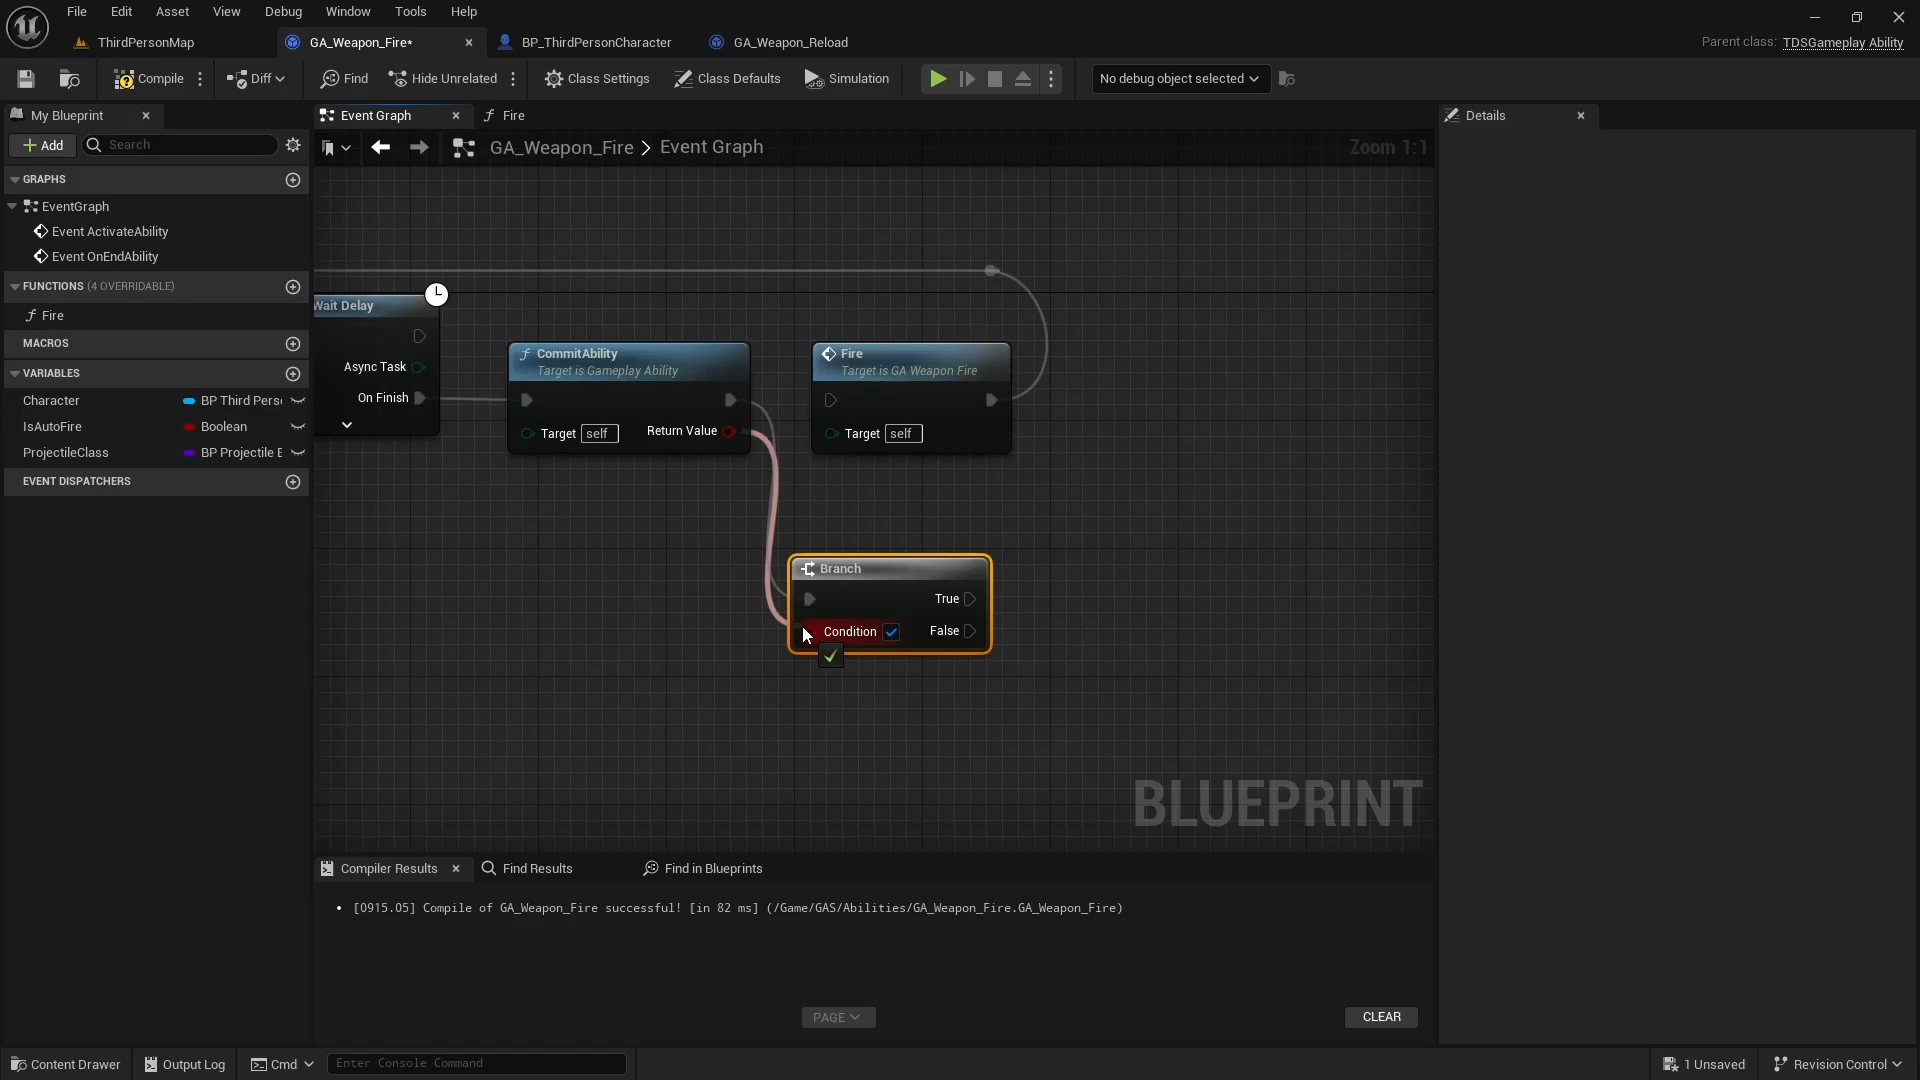 File Edit Asset View Debug Window Tools Help
ThirdPersonMap GA_Weapon_Fire* BP_ThirdPersonCharacter GA_Weapon_Reload Parent class: TDSGameplay Ability
Compile Diff Find Hide Unrelated Class Settings Class Defaults Simulation No debug object selected
My Blueprint Event Graph Fire Details
Add Search GA_Weapon_Fire > Event Graph Zoom 1:1
GRAPHS
EventGraph
Event ActivateAbility
Event OnEndAbility
FUNCTIONS (4 OVERRIDABLE)
Fire
MACROS
VARIABLES
Character BP Third Pers
IsAutoFire Boolean
ProjectileClass BP Projectile
EVENT DISPATCHERS
Wait Delay
Async Task
On Finish
CommitAbility
Target is Gameplay Ability
Target self Return Value
Fire
Target is GA Weapon Fire
Target self
Branch
True
Condition False
BLUEPRINT
Compiler Results Find Results Find in Blueprints
• [0915.05] Compile of GA_Weapon_Fire successful! [in 82 ms] (/Game/GAS/Abilities/GA_Weapon_Fire.GA_Weapon_Fire)
PAGE CLEAR
Content Drawer Output Log Cmd Enter Console Command 1 Unsaved Revision Control